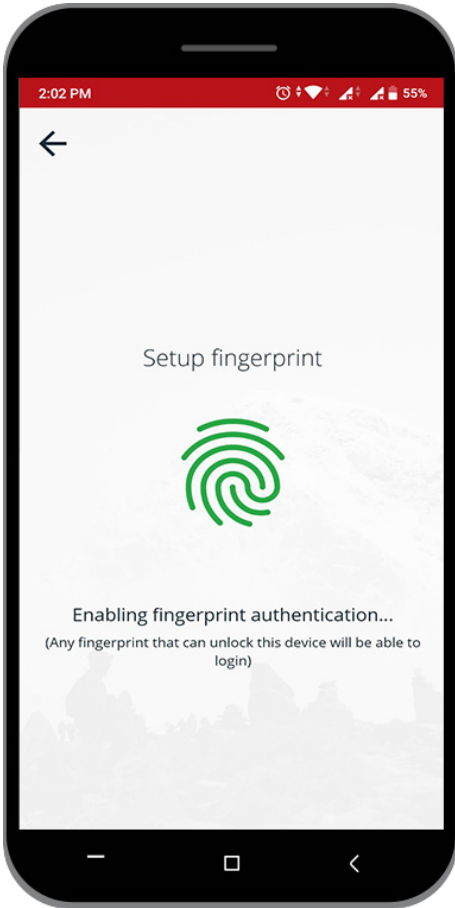 2:02 PM 55%
Setup fingerprint
Enabling fingerprint authentication...
(Any fingerprint that can unlock this device will be able to
login)